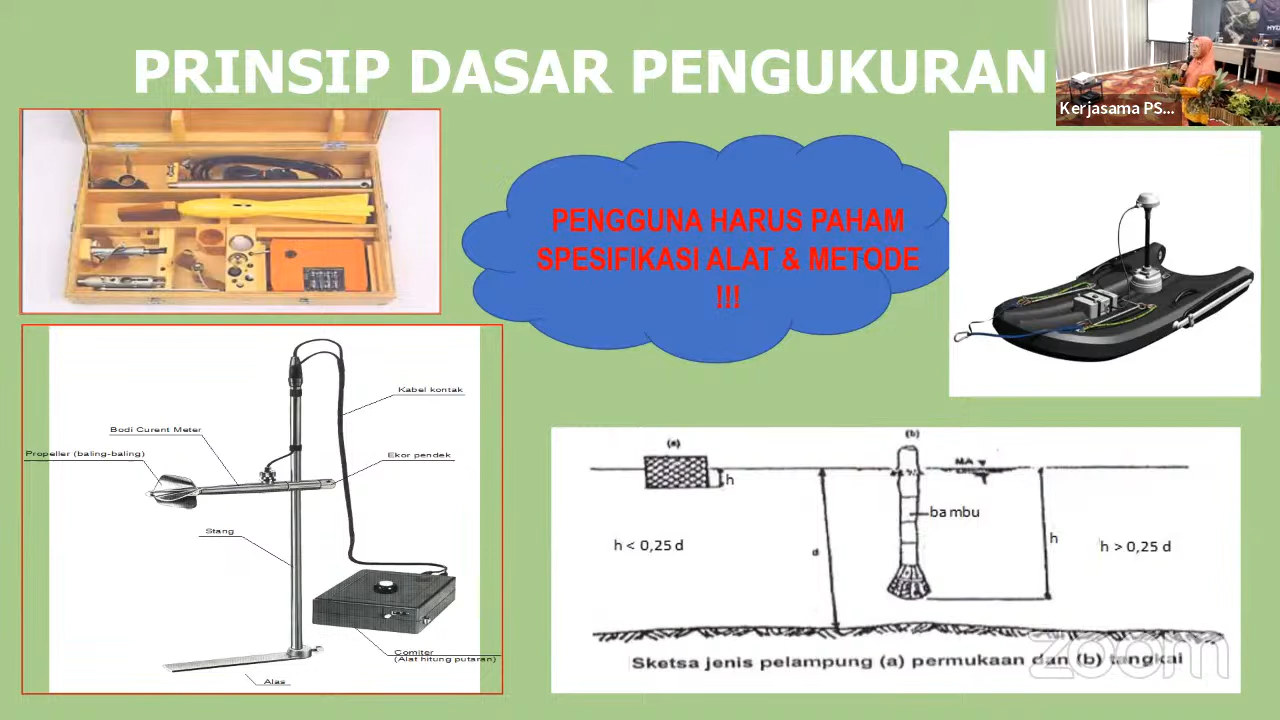 PRINSIP DASAR PENGUKURAN
Kerjasama PS...
PENGGUNA HARUS PAHAM
SPESIFIKASI ALAT & METODE
!!!
Kabel kontak
Bodi Curent Meter
Propeller (baling-baling)
Ekor pendek
Stang
Comiter
(Alat hitung putaran)
Alas
(a)
(b)
MA
h
bambu
d
h
h < 0,25 d
h > 0,25 d
Sketsa jenis pelampung (a) permukaan dan (b) tangkai
zoom